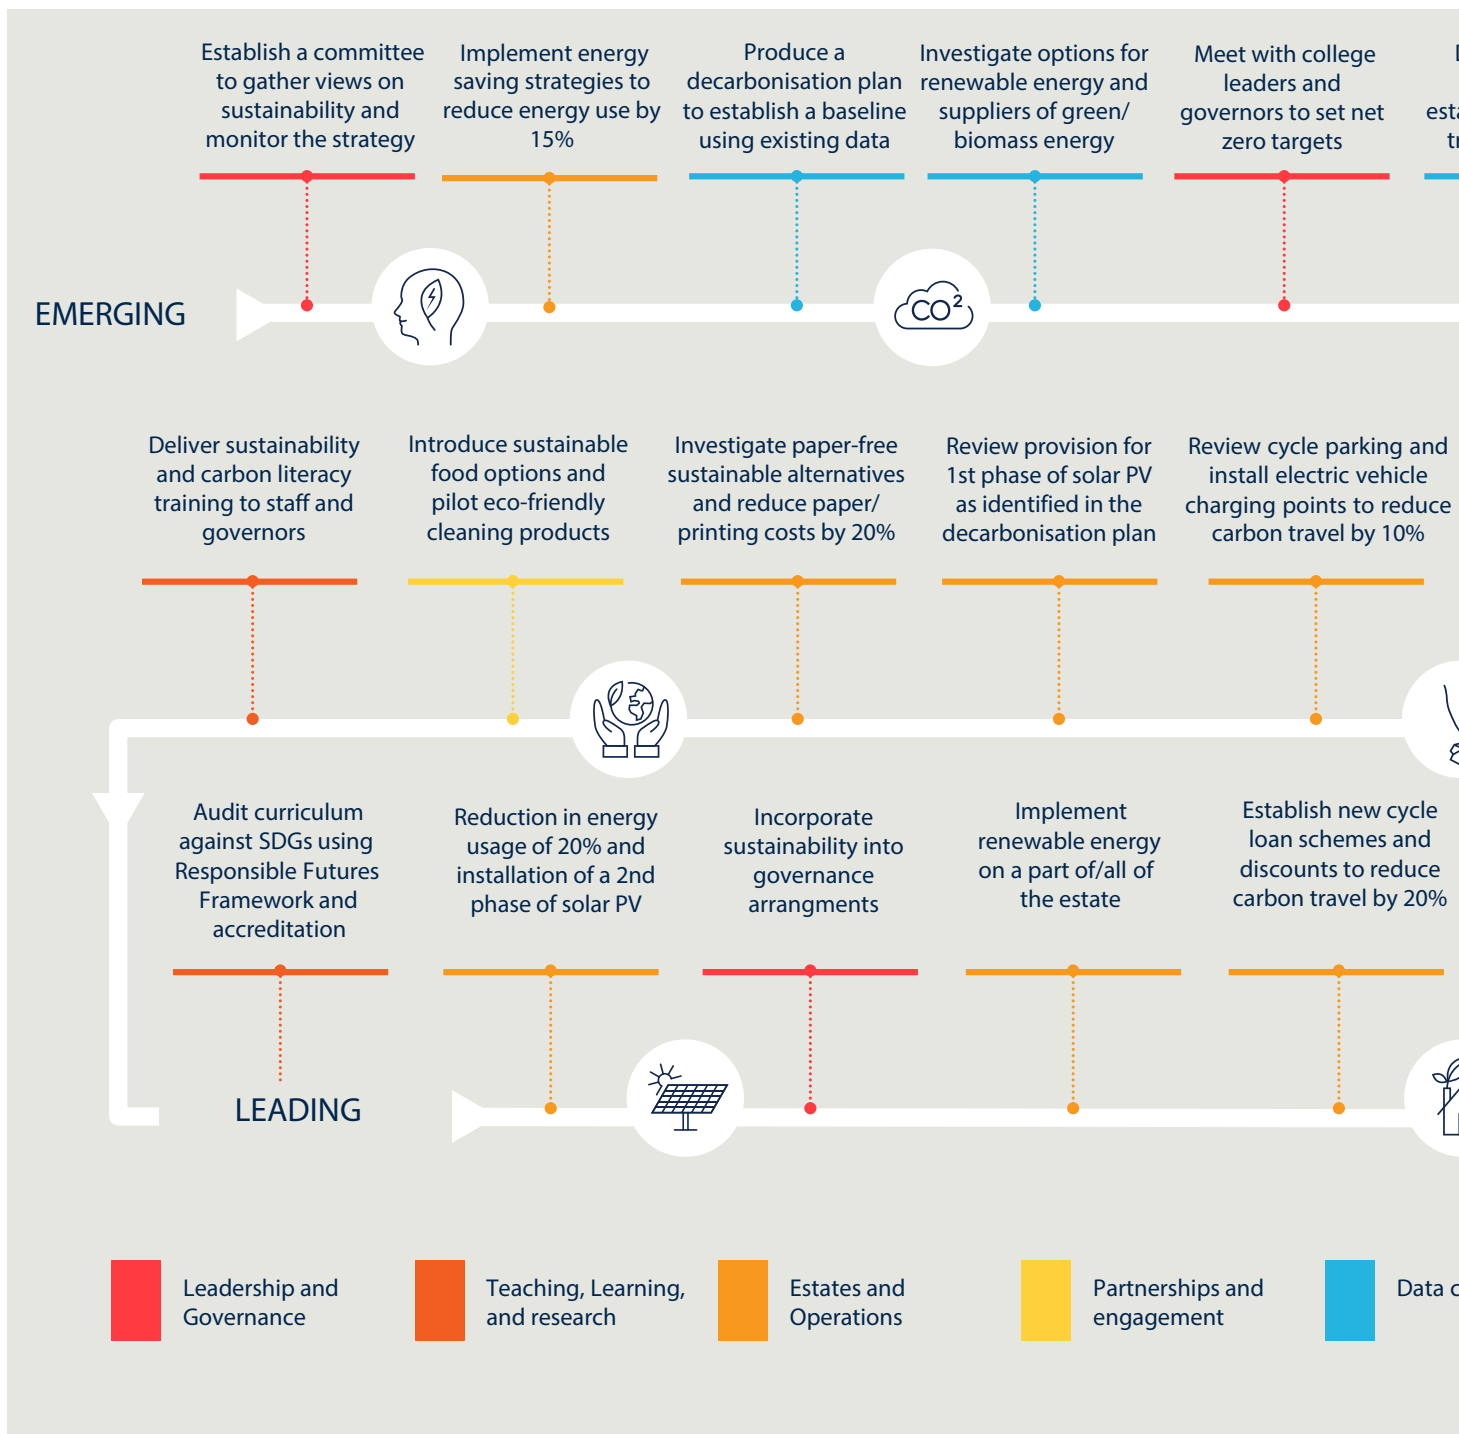 Establish a committee
to gather views on
sustainability and
monitor the strategy
Implement energy
saving strategies to
reduce energy use by
15%
Produce a
decarbonisation plan
to establish a baseline
using existing data
Investigate options for
renewable energy and
suppliers of green/
biomass energy
Meet with college
leaders and
governors to set net
zero targets
EMERGING
CO²
Deliver sustainability
and carbon literacy
training to staff and
governors
Introduce sustainable
food options and
pilot eco-friendly
cleaning products
Investigate paper-free
sustainable alternatives
and reduce paper/
printing costs by 20%
Review provision for
1st phase of solar PV
as identified in the
decarbonisation plan
Review cycle parking and
install electric vehicle
charging points to reduce
carbon travel by 10%
Audit curriculum
against SDGs using
Responsible Futures
Framework and
accreditation
Reduction in energy
usage of 20% and
installation of a 2nd
phase of solar PV
Incorporate
sustainability into
governance
arrangments
Implement
renewable energy
on a part of/all of
the estate
Establish new cycle
loan schemes and
discounts to reduce
carbon travel by 20%
LEADING
Leadership and
Governance
Teaching, Learning,
and research
Estates and
Operations
Partnerships and
engagement
Data